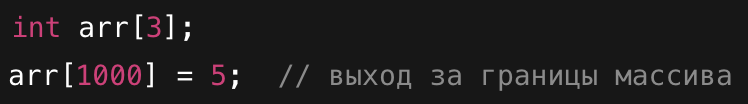 int arr[3];
arr[1000] = 5;  // выход за границы массива